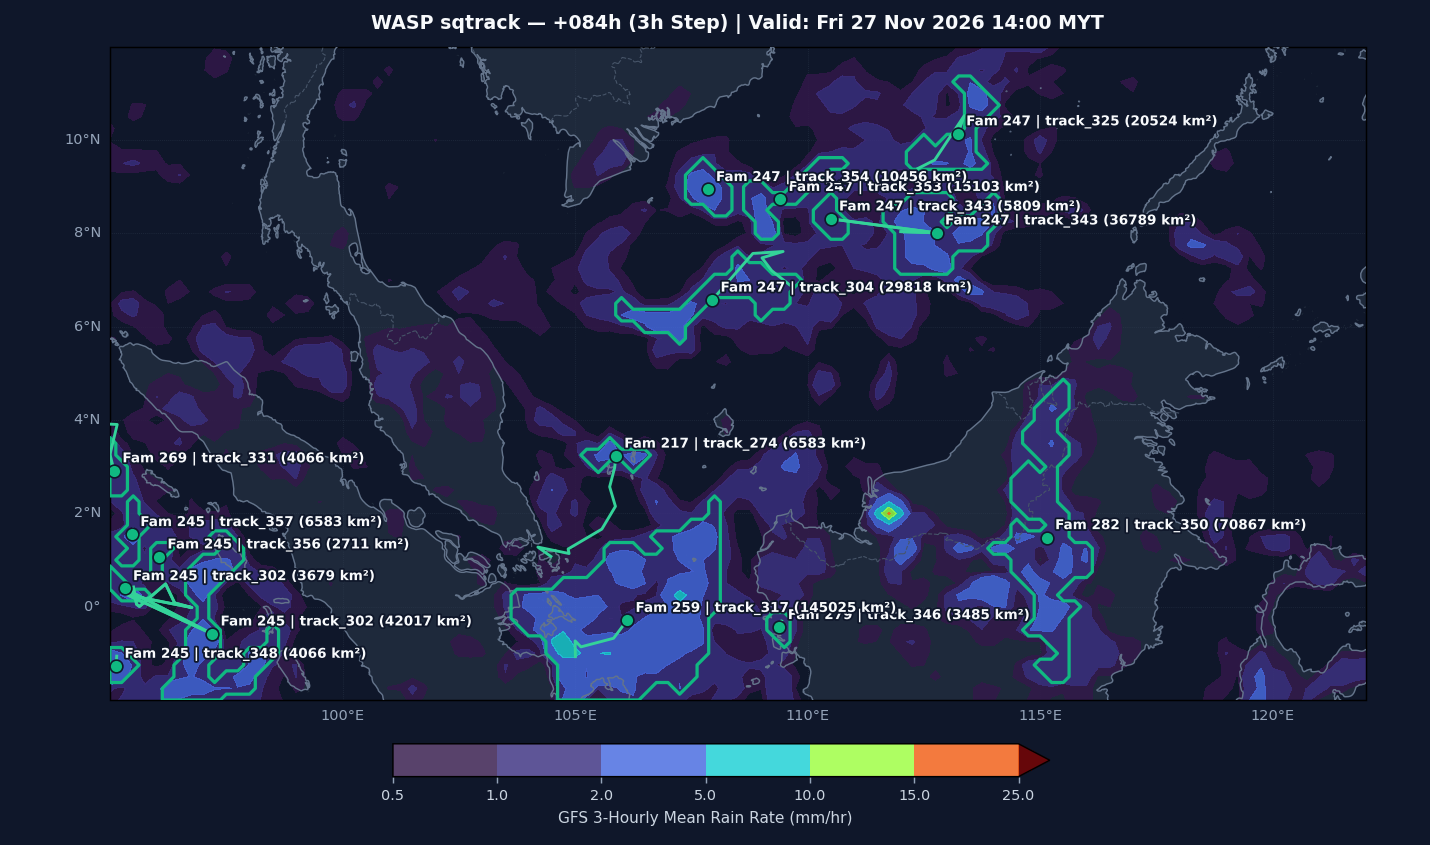 WASP sqtrack — +084h (3h Step) | Valid: Fri 27 Nov 2026 14:00 MYT
10°N
8°N
6°N
4°N
2°N
0°
Fam 247 | track_325 (20524 km²)
Fam 247 | track_354 (10456 km²)
Fam 247 | track_353 (15103 km²)
Fam 247 | track_343 (5809 km²)
Fam 247 | track_343 (36789 km²)
Fam 247 | track_304 (29818 km²)
Fam 217 | track_274 (6583 km²)
Fam 269 | track_331 (4066 km²)
Fam 245 | track_357 (6583 km²)
Fam 282 | track_350 (70867 km²)
Fam 245 | track_356 (2711 km²)
Fam 245 | track_302 (3679 km²)
Fam 259 | track_317 (145025 km²)
Fam 279 | track_346 (3485 km²)
Fam 245 | track_302 (42017 km²)
Fam 245 | track_348 (4066 km²)
100°E 105°E 110°E 115°E 120°E
0.5 1.0 2.0 5.0 10.0 15.0 25.0
GFS 3-Hourly Mean Rain Rate (mm/hr)